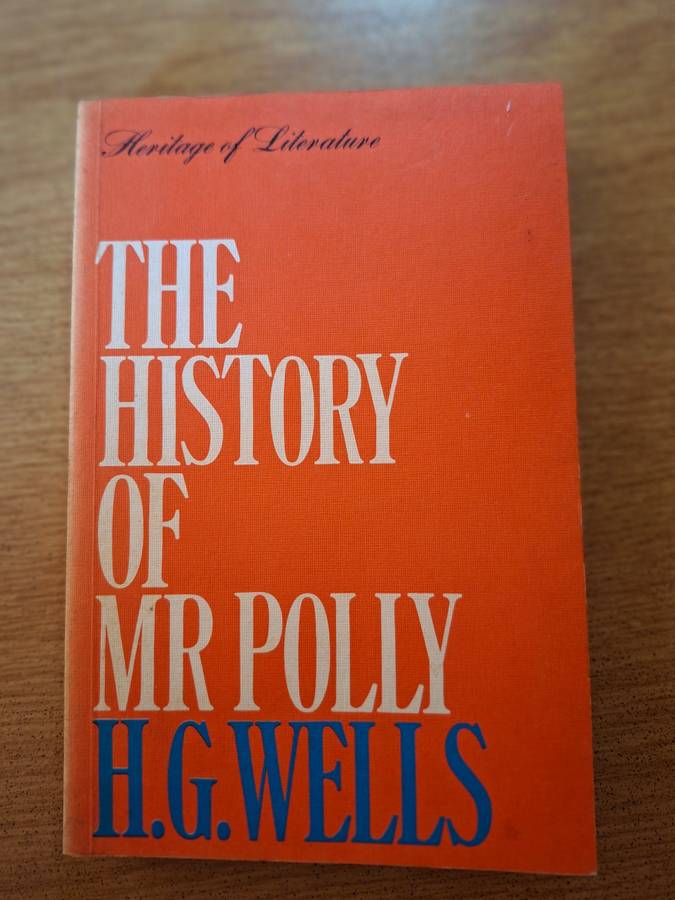 Heritage of Literature
THE
HISTORY
OF
MR POLLY
H.G.WELLS